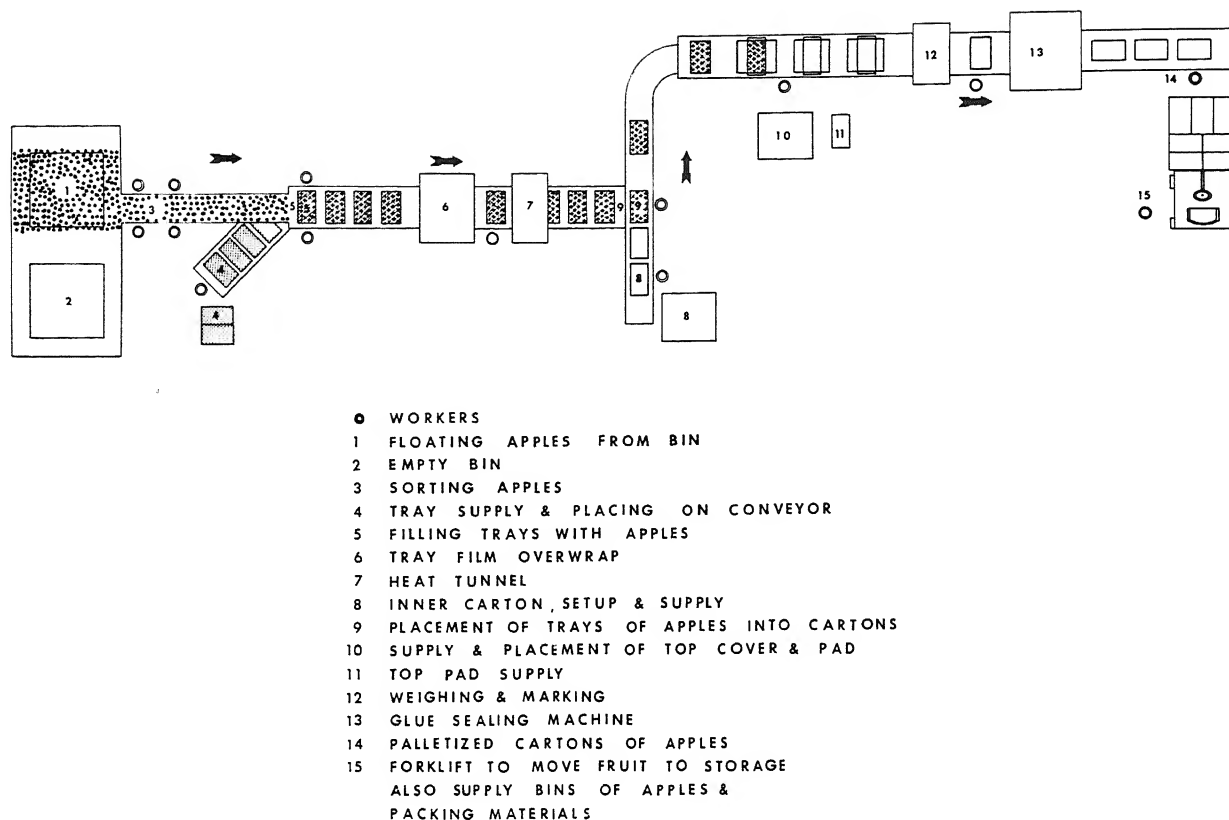 12
13
14
10
11
15
1
3
5
6
7
9
9
4
2
4
8
8
WORKERS
1 FLOATING APPLES FROM BIN
2 EMPTY BIN
3 SORTING APPLES
4 TRAY SUPPLY & PLACING ON CONVEYOR
5 FILLING TRAYS WITH APPLES
6 TRAY FILM OVERWRAP
7 HEAT TUNNEL
8 INNER CARTON, SETUP & SUPPLY
9 PLACEMENT OF TRAYS OF APPLES INTO CARTONS
10 SUPPLY & PLACEMENT OF TOP COVER & PAD
11 TOP PAD SUPPLY
12 WEIGHING & MARKING
13 GLUE SEALING MACHINE
14 PALLETIZED CARTONS OF APPLES
15 FORKLIFT TO MOVE FRUIT TO STORAGE
ALSO SUPPLY BINS OF APPLES &
PACKING MATERIALS